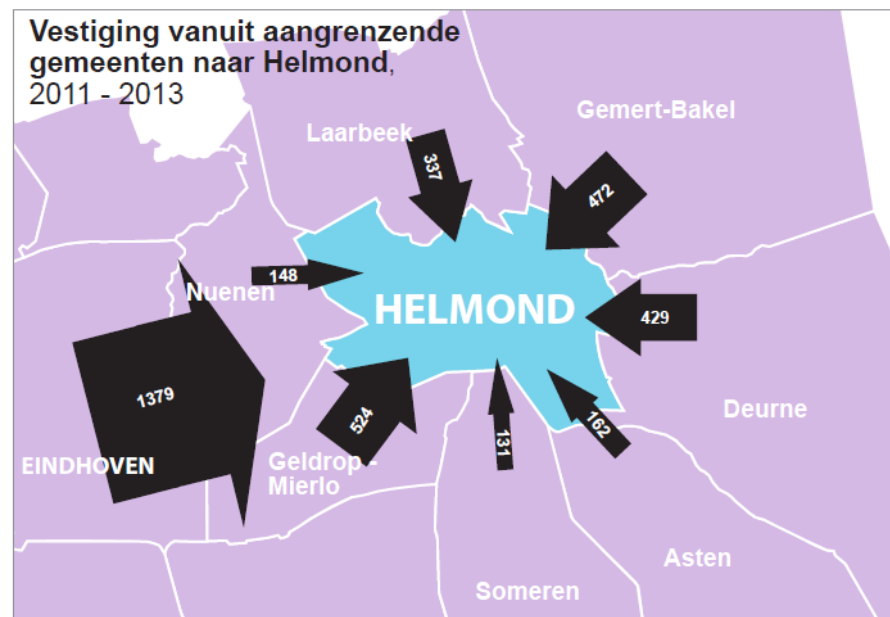 Vestiging vanuit aangrenzende
gemeenten naar Helmond,
2011 - 2013
Gemert-Bakel
Laarbeek
337
472
148
Nuenen
HELMOND
429
1379
524
131
162
Deurne
EINDHOVEN
Geldrop -
Mierlo
Asten
Someren